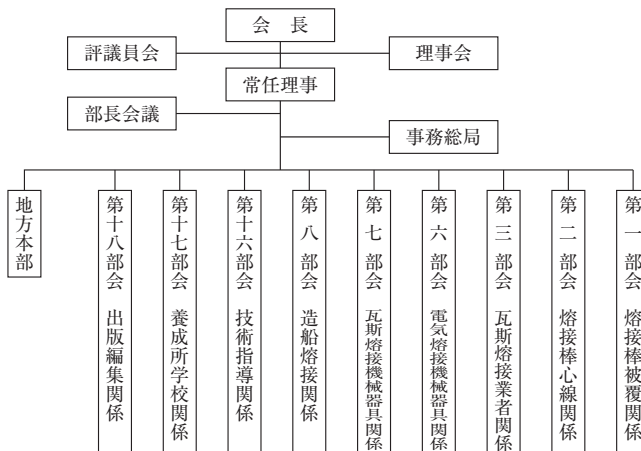 会　長
評議員会
理事会
常任理事
部長会議
事務総局
第一部会　熔接棒被覆関係
第二部会　熔接棒心線関係
第三部会　瓦斯熔接業者関係
第六部会　電気熔接機械器具関係
第七部会　瓦斯熔接機械器具関係
第八部会　造船熔接関係
第十六部会　技術指導関係
第十七部会　養成所学校関係
第十八部会　出版編集関係
地方本部